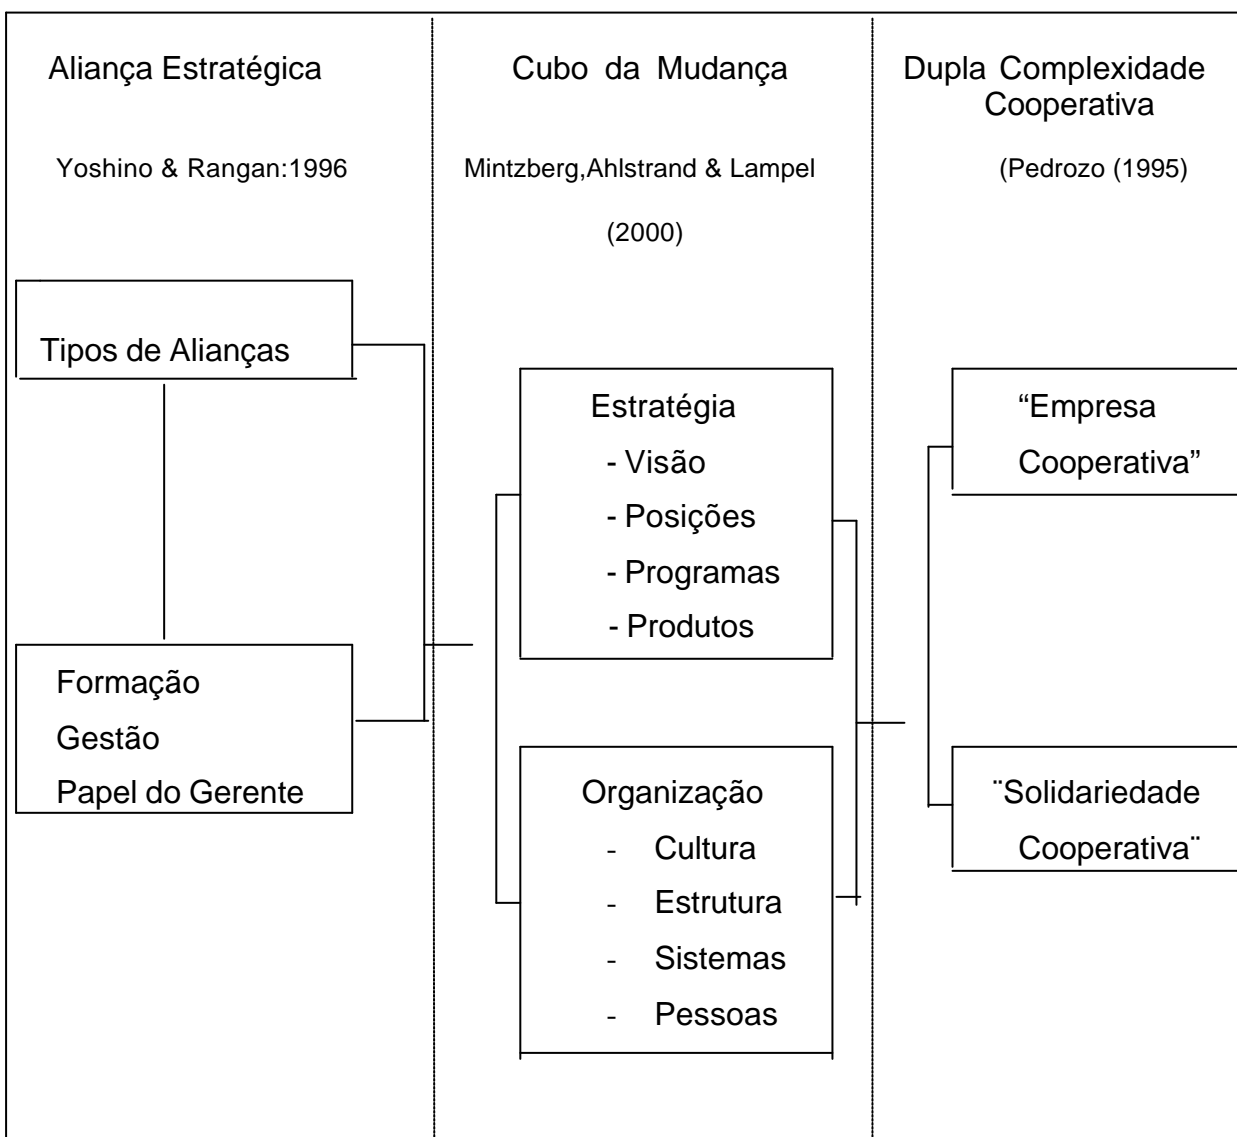 Aliança Estratégica
Yoshino & Rangan:1996
Tipos de Alianças
Formação
Gestão
Papel do Gerente
Cubo da Mudança
Mintzberg,Ahlstrand & Lampel
(2000)
Estratégia
- Visão
- Posições
- Programas
- Produtos
Organização
- Cultura
- Estrutura
- Sistemas
- Pessoas
Dupla Complexidade
Cooperativa
(Pedrozo (1995)
“Empresa
Cooperativa”
¨Solidariedade
Cooperativa¨